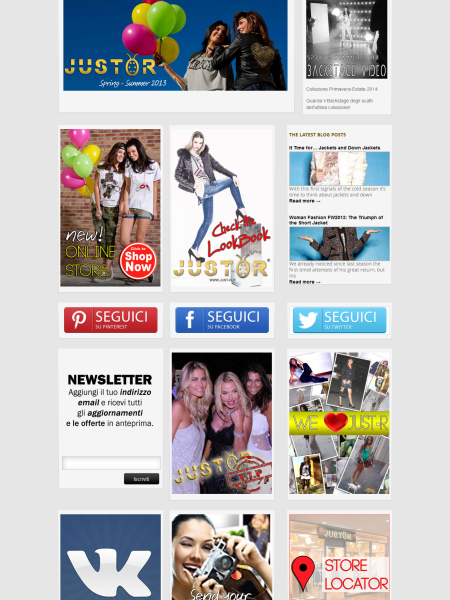 JUSTOR
Spring - Summer 2013
BACKSTAGE VIDEO
Collezione Primavera-Estate 2014
Guarda il Backstage degli scatti
dell'ultima collezione!
new!
ONLINE
STORE
Click to
Shop
Now
Check the
LookBook
JUSTOR
www.just-r.it
THE LATEST BLOG POSTS
It Time for... Jackets and Down Jackets
With this first signals of the cold season it's
time to think about jackets and down
Read more →
Woman Fashion FW2013: The Triumph of
the Short Jacket
We already noticed since last season the
first timid attempts of his great return, but
his
Read more →
SEGUICI
SU PINTEREST
SEGUICI
SU FACEBOOK
SEGUICI
SU TWITTER
NEWSLETTER
Aggiungi il tuo indirizzo
email e ricevi tutti
gli aggiornamenti
e le offerte in anteprima.
Iscriviti
JUSTOR
V.I.P.
WE JUST-R
Send your
STORE
LOCATOR